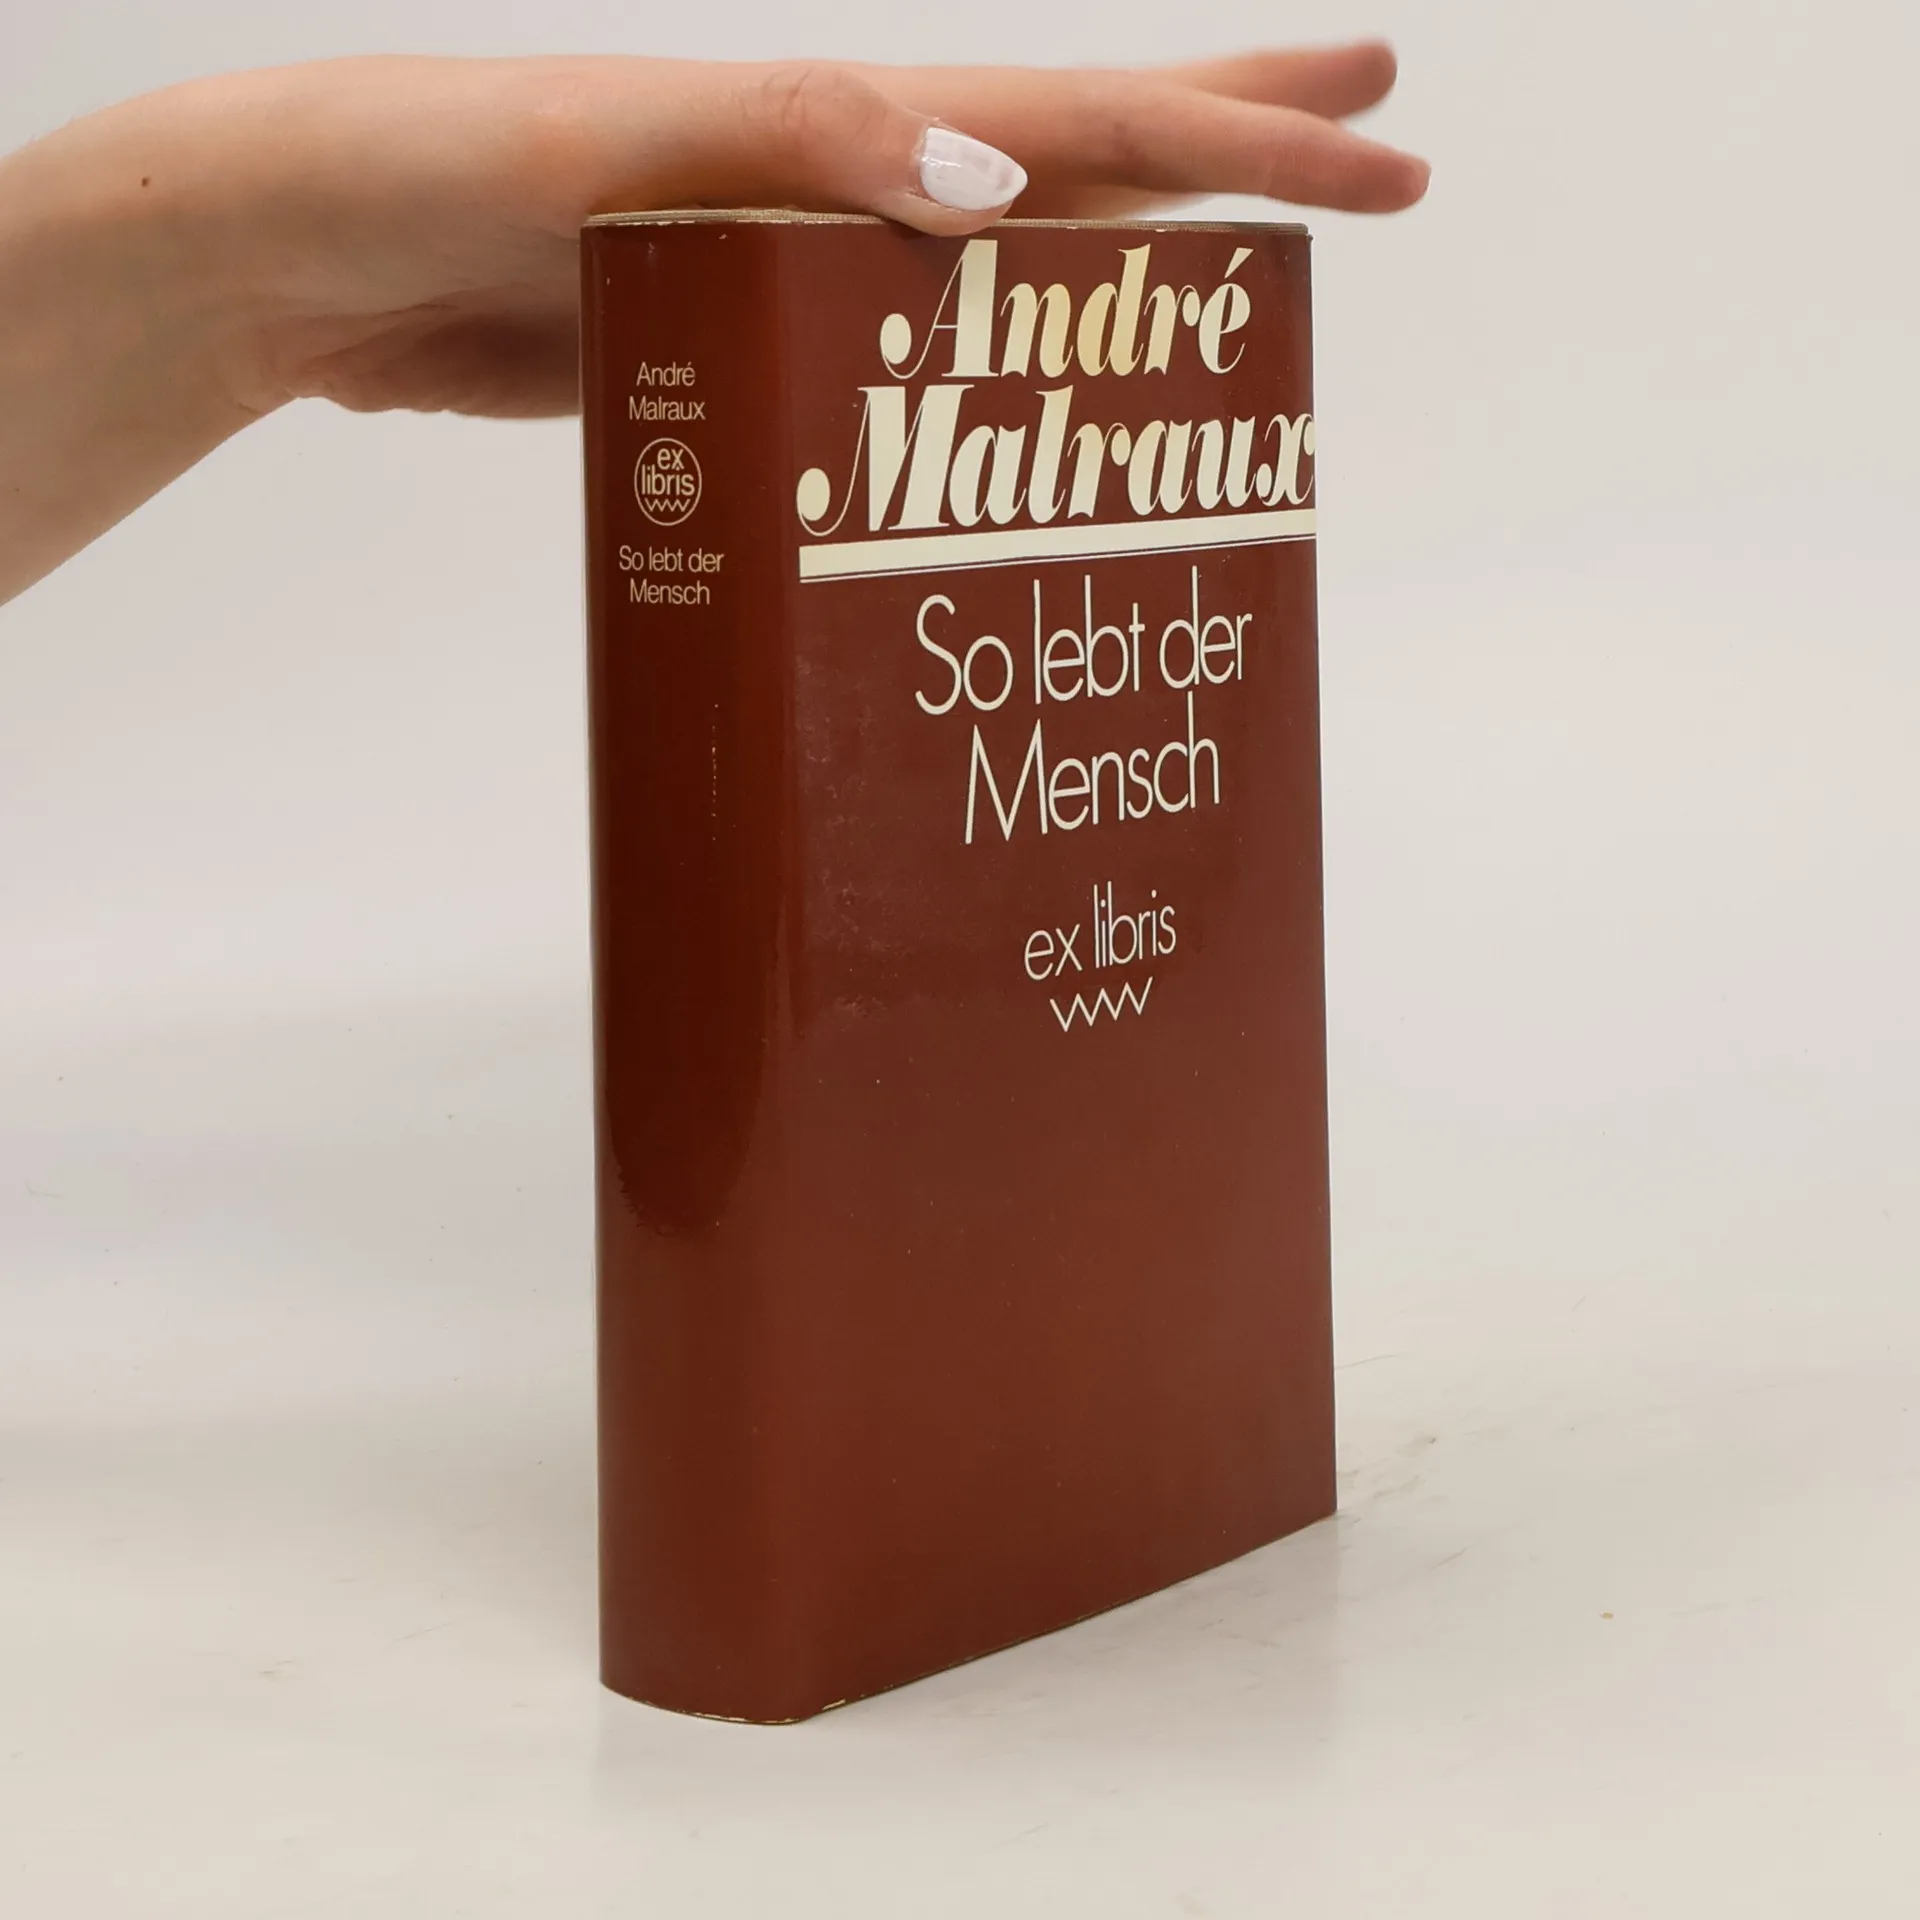 André
Malraux
ex
libris
So lebt der
Mensch
André
Malraux
So lebt der
Mensch
ex libris